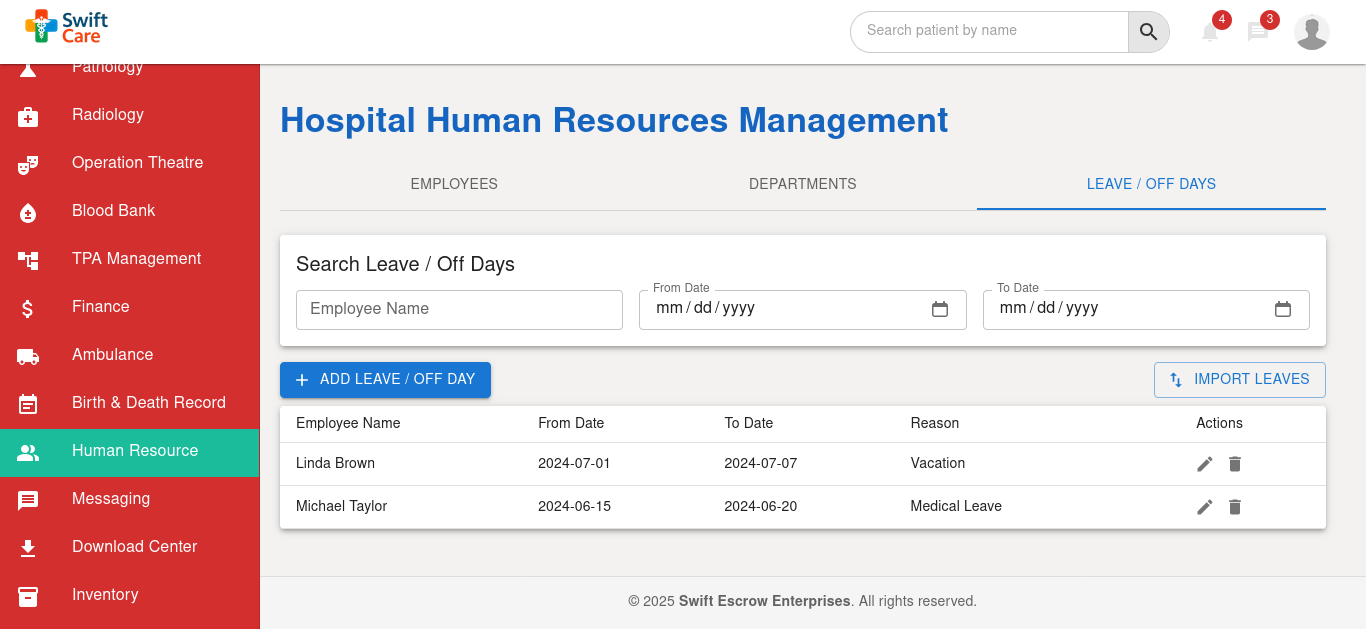 Swift
Care
Search patient by name
4
3
Pathology
Radiology
Operation Theatre
Blood Bank
TPA Management
Finance
Ambulance
Birth & Death Record
Human Resource
Messaging
Download Center
Inventory
Hospital Human Resources Management
EMPLOYEES DEPARTMENTS LEAVE / OFF DAYS
Search Leave / Off Days
Employee Name
From Date
mm/dd/yyyy
To Date
mm/dd/yyyy
ADD LEAVE / OFF DAY
IMPORT LEAVES
Employee Name From Date To Date Reason Actions
Linda Brown 2024-07-01 2024-07-07 Vacation
Michael Taylor 2024-06-15 2024-06-20 Medical Leave
© 2025 Swift Escrow Enterprises. All rights reserved.